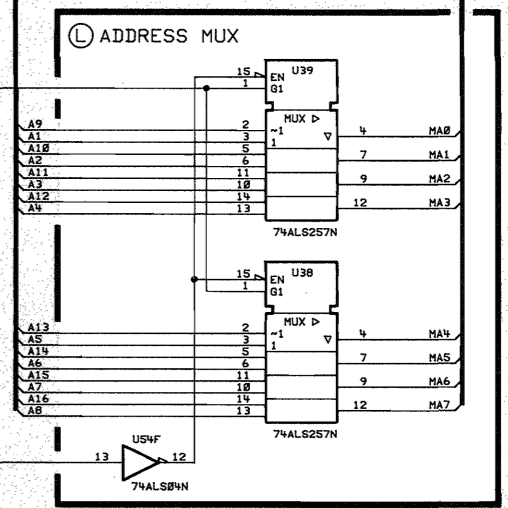 L ADDRESS MUX
U39
15 EN
1 G1
MUX ▷
A9 2 ~1 4 MA0
A1 3 1 ▽
A10 5 7 MA1
A2 6
A11 11 9 MA2
A3 10
A12 14 12 MA3
A4 13
74ALS257N
U38
15 EN
1 G1
MUX ▷
A13 2 ~1 4 MA4
A5 3 1 ▽
A14 5 7 MA5
A6 6
A15 11 9 MA6
A7 10
A16 14 12 MA7
A8 13
74ALS257N
U54F
13 12
74ALS04N